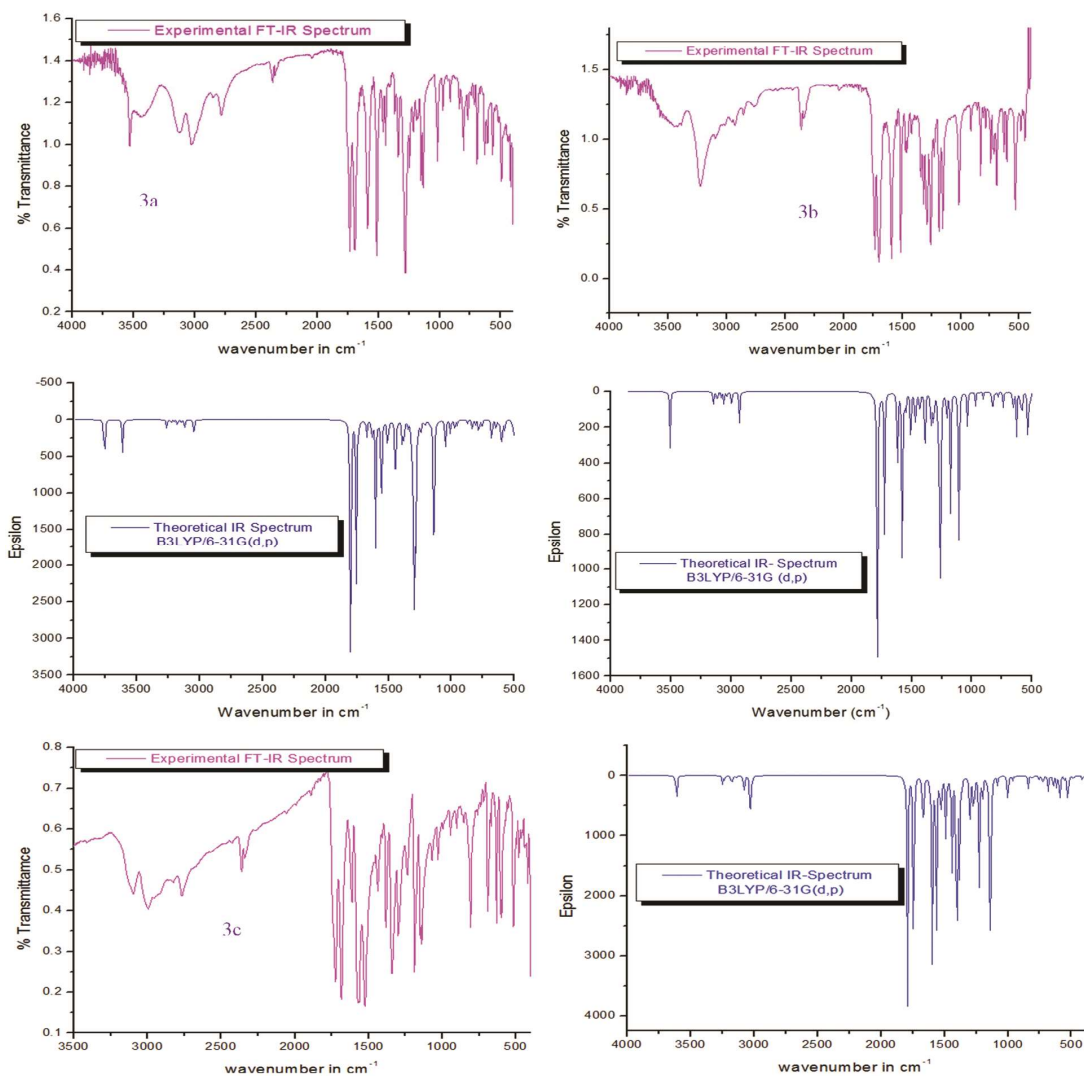 1.6
1.4
1.2
1.0
0.8
0.6
0.4
0.2
% Transmittance
Experimental FT-IR Spectrum
3a
4000 3500 3000 2500 2000 1500 1000 500
wavenumber in cm-1
1.5
1.0
0.5
0.0
% Transmittance
Experimental FT-IR Spectrum
3b
4000 3500 3000 2500 2000 1500 1000 500
wavenumber in cm-1
-500
0
500
1000
1500
2000
2500
3000
3500
Epsilon
Theoretical IR Spectrum
B3LYP/6-31G(d,p)
4000 3500 3000 2500 2000 1500 1000 500
Wavenumber in cm-1
0
200
400
600
800
1000
1200
1400
1600
Epsilon
Theoretical IR- Spectrum
B3LYP/6-31G (d,p)
4000 3500 3000 2500 2000 1500 1000 500
Wavenumber (cm-1)
0.8
0.7
0.6
0.5
0.4
0.3
0.2
0.1
% Transmittamce
Experimental FT-IR Spectrum
3c
3500 3000 2500 2000 1500 1000 500
wavenumber in cm-1
0
1000
2000
3000
4000
Epsilon
Theoretical IR-Spectrum
B3LYP/6-31G(d,p)
4000 3500 3000 2500 2000 1500 1000 500
wavenumber in cm-1